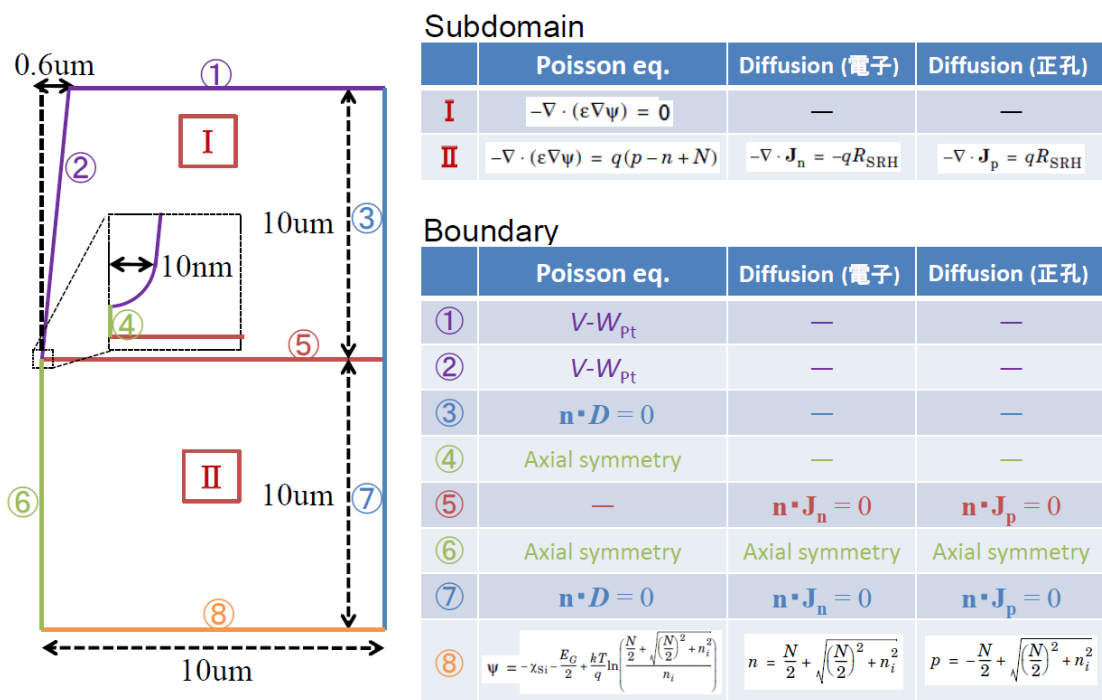 Subdomain
Poisson eq. Diffusion (電子) Diffusion (正孔)
I −∇ · (ε∇ψ) = 0 — —
II −∇ · (ε∇ψ) = q(p − n + N) −∇ · Jn = −qRSRH −∇ · Jp = qRSRH
Boundary
Poisson eq. Diffusion (電子) Diffusion (正孔)
① V-WPt — —
② V-WPt — —
③ n▪D = 0 — —
④ Axial symmetry — —
⑤ — n▪Jn = 0 n▪Jp = 0
⑥ Axial symmetry Axial symmetry Axial symmetry
⑦ n▪D = 0 n▪Jn = 0 n▪Jp = 0
⑧ ψ = −χSi − EG/2 + kT/q ln((N/2 + √((N/2)² + ni²))/ni) n = N/2 + √((N/2)² + ni²) p = −N/2 + √((N/2)² + ni²)
0.6um
①
I
②
10um
③
10nm
④
⑤
II
⑥
10um
⑦
⑧
10um